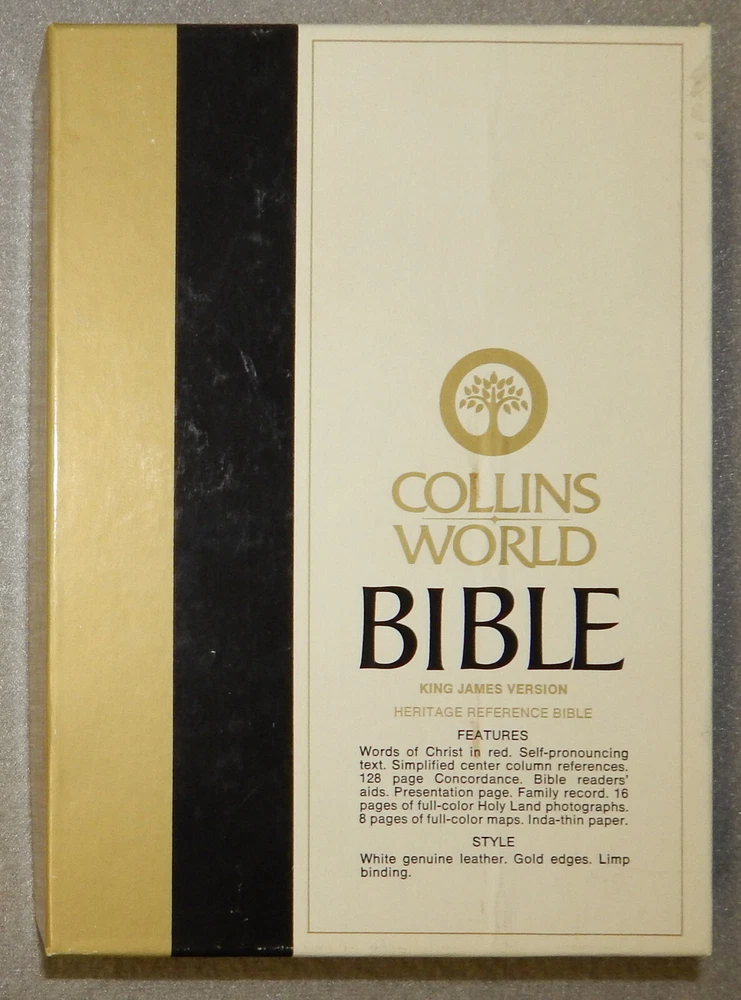 COLLINS
WORLD
BIBLE
KING JAMES VERSION
HERITAGE REFERENCE BIBLE
FEATURES
Words of Christ in red. Self-pronouncing
text. Simplified center column references.
128 page Concordance. Bible readers'
aids. Presentation page. Family record. 16
pages of full-color Holy Land photographs.
8 pages of full-color maps. Inda-thin paper.
STYLE
White genuine leather. Gold edges. Limp
binding.